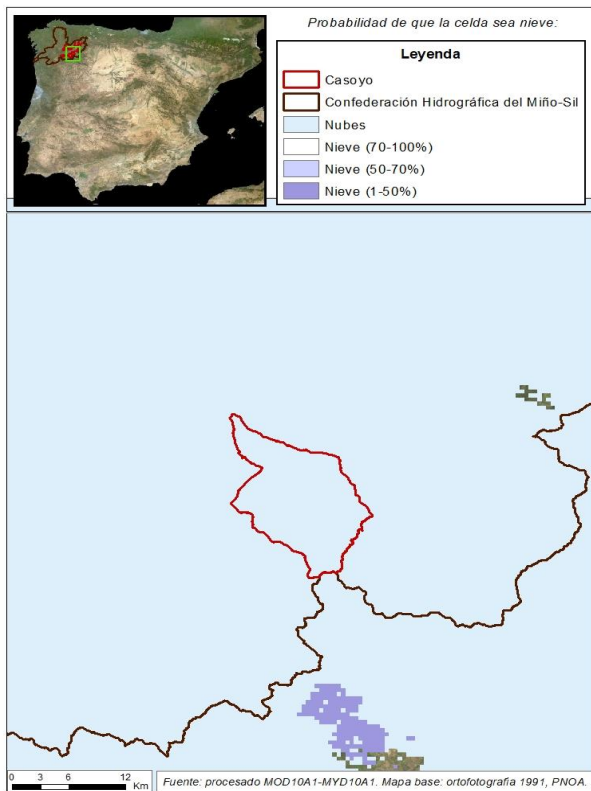 Probabilidad de que la celda sea nieve:
Leyenda
Casoyo
Confederación Hidrográfica del Miño-Sil
Nubes
Nieve (70-100%)
Nieve (50-70%)
Nieve (1-50%)
0 3 6 12
Km
Fuente: procesado MOD10A1-MYD10A1. Mapa base: ortofotografia 1991, PNOA.